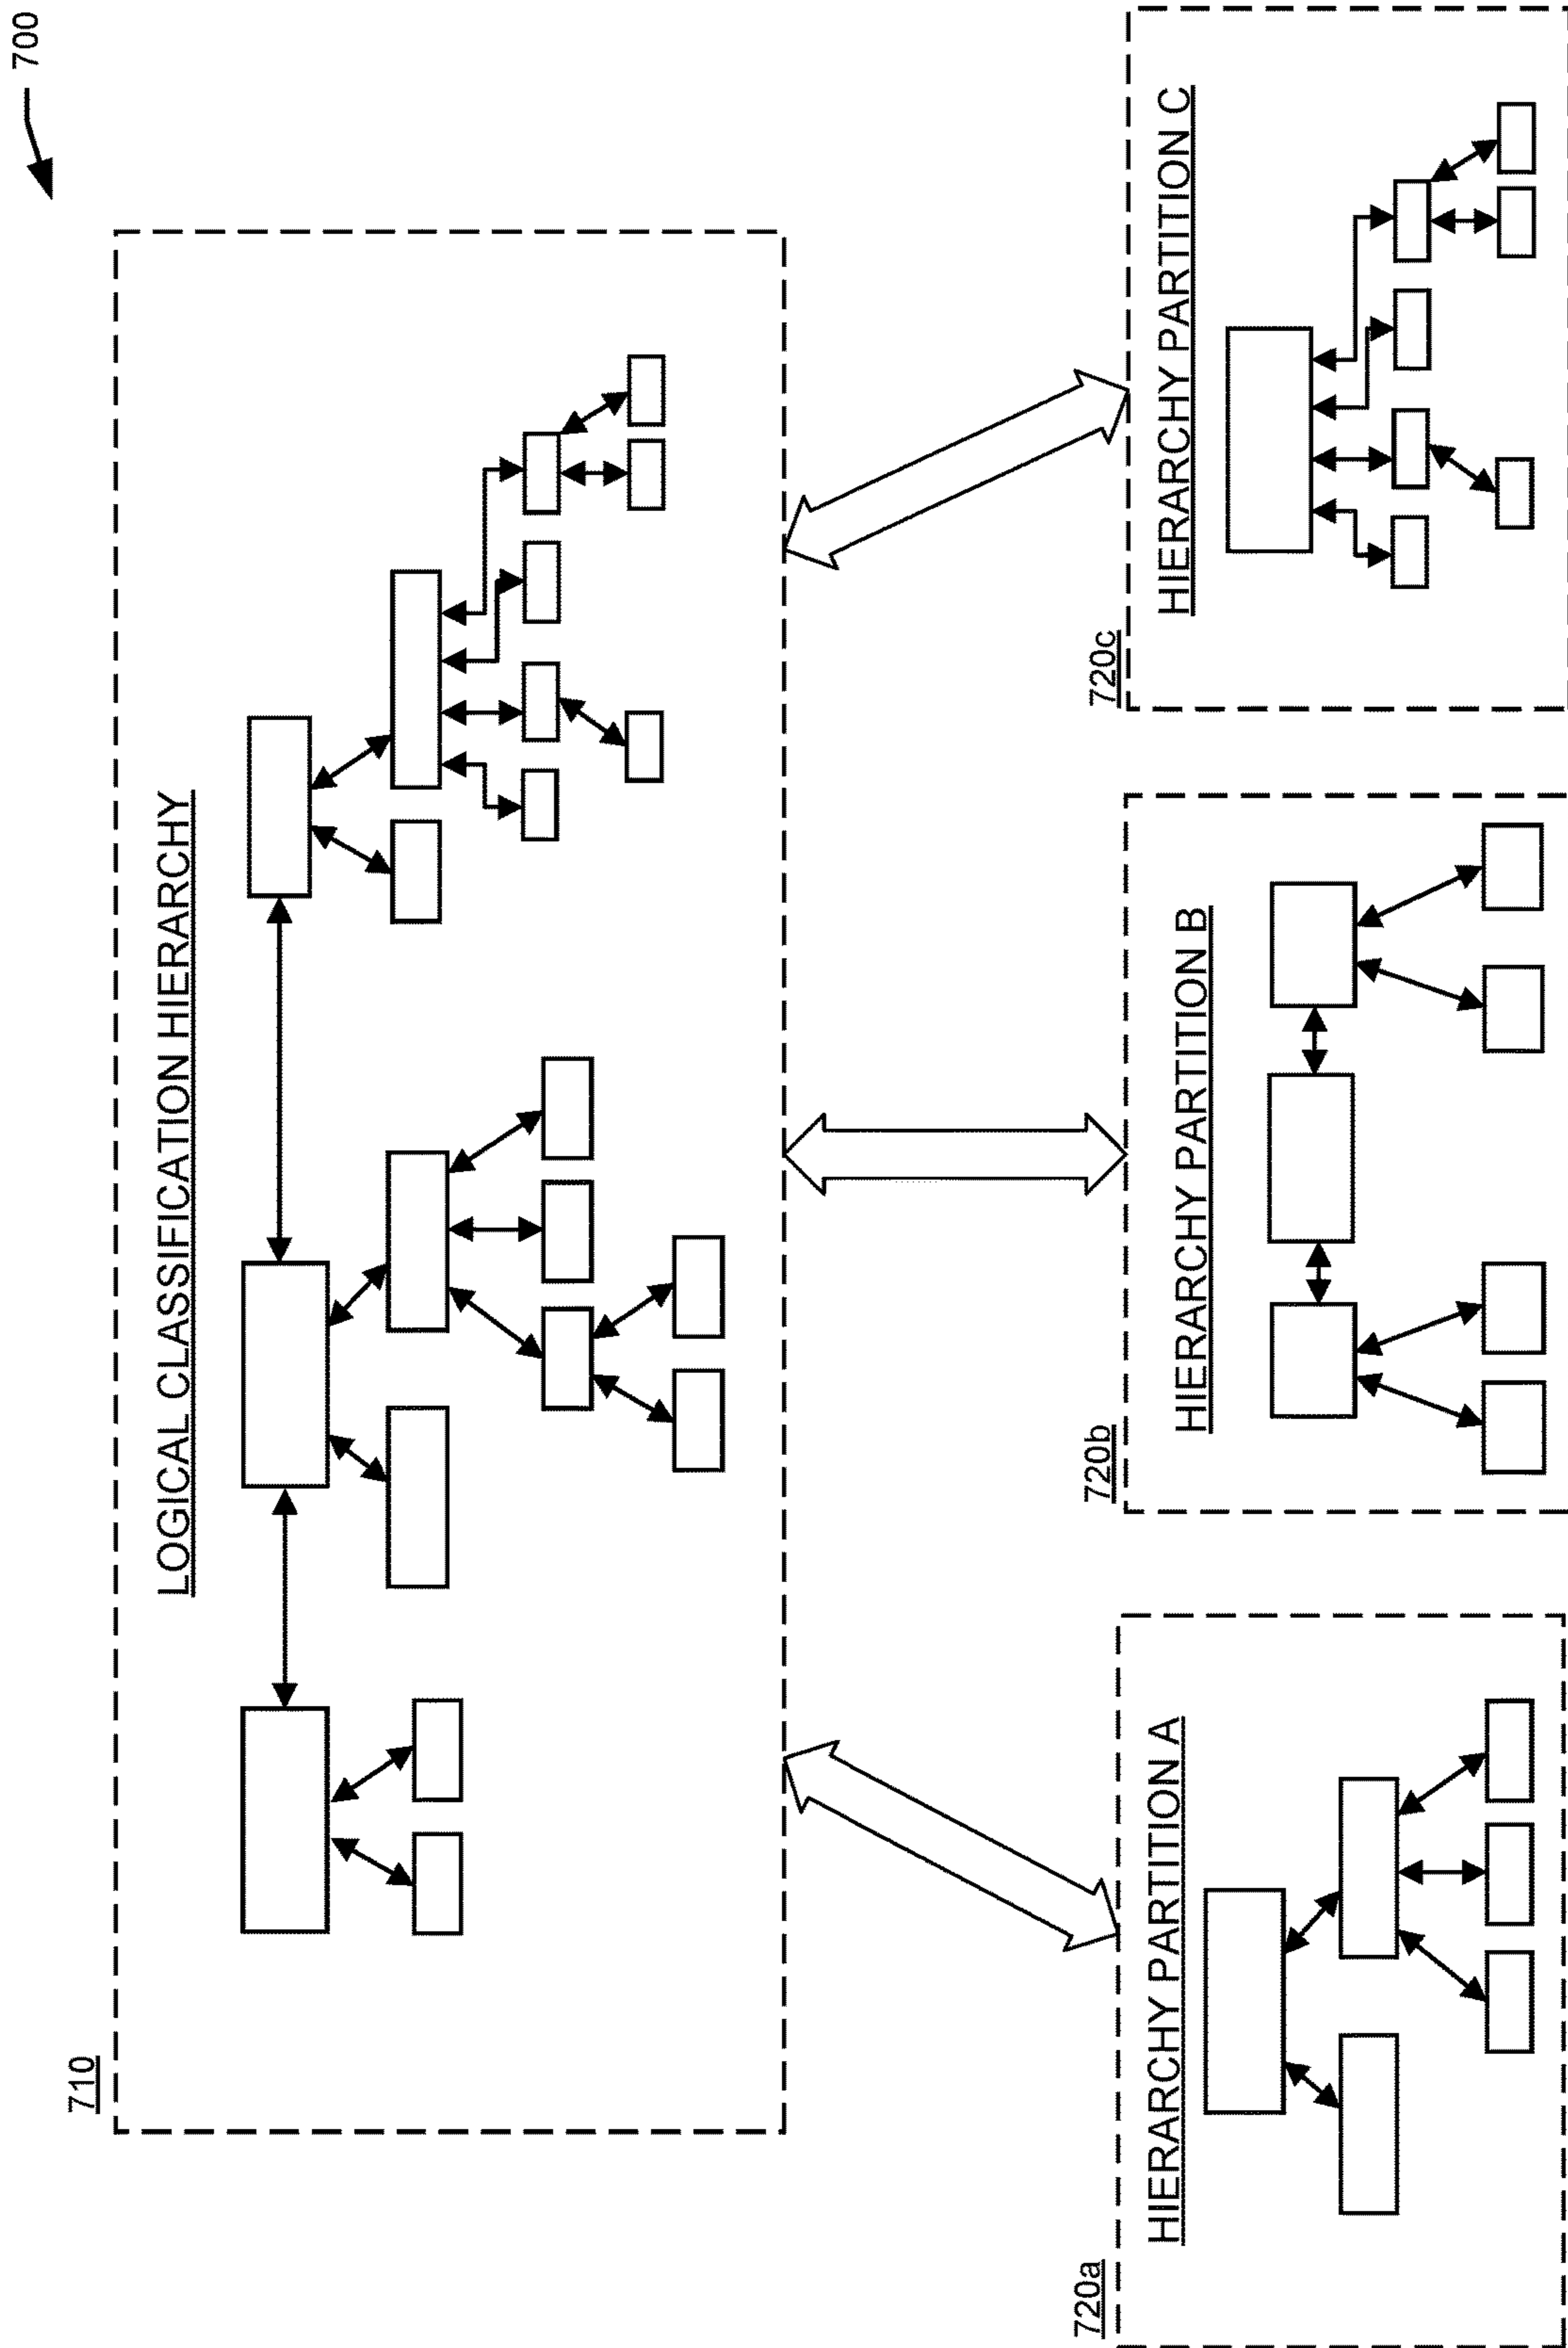 700
710
LOGICAL CLASSIFICATION HIERARCHY
720a
HIERARCHY PARTITION A
720b
HIERARCHY PARTITION B
720c
HIERARCHY PARTITION C